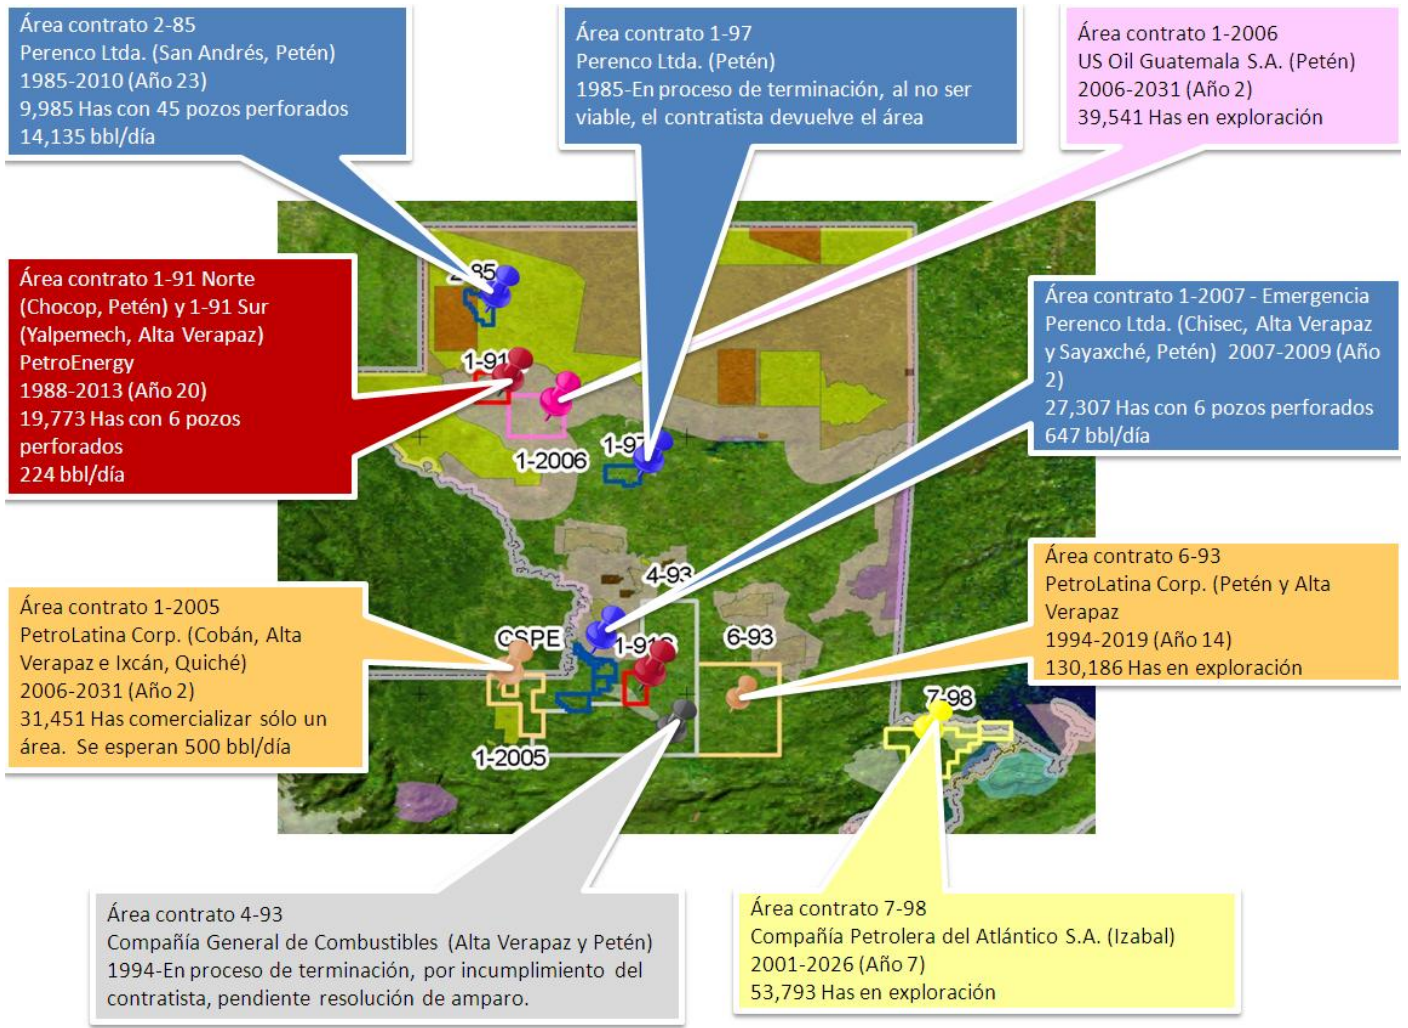 Área contrato 2-85
Perenco Ltda. (San Andrés, Petén)
1985-2010 (Año 23)
9,985 Has con 45 pozos perforados
14,135 bbl/día
Área contrato 1-97
Perenco Ltda. (Petén)
1985-En proceso de terminación, al no ser
viable, el contratista devuelve el área
Área contrato 1-2006
US Oil Guatemala S.A. (Petén)
2006-2031 (Año 2)
39,541 Has en exploración
Área contrato 1-91 Norte
(Chocop, Petén) y 1-91 Sur
(Yalpemech, Alta Verapaz)
PetroEnergy
1988-2013 (Año 20)
19,773 Has con 6 pozos
perforados
224 bbl/día
Área contrato 1-2007 - Emergencia
Perenco Ltda. (Chisec, Alta Verapaz
y Sayaxché, Petén)  2007-2009 (Año
2)
27,307 Has con 6 pozos perforados
647 bbl/día
2-85
1-91
1-2006
1-97
4-93
CSPE
1-91S
6-93
7-98
1-2005
Área contrato 1-2005
PetroLatina Corp. (Cobán, Alta
Verapaz e Ixcán, Quiché)
2006-2031 (Año 2)
31,451 Has comercializar sólo un
área.  Se esperan 500 bbl/día
Área contrato 6-93
PetroLatina Corp. (Petén y Alta
Verapaz
1994-2019 (Año 14)
130,186 Has en exploración
Área contrato 4-93
Compañía General de Combustibles (Alta Verapaz y Petén)
1994-En proceso de terminación, por incumplimiento del
contratista, pendiente resolución de amparo.
Área contrato 7-98
Compañía Petrolera del Atlántico S.A. (Izabal)
2001-2026 (Año 7)
53,793 Has en exploración